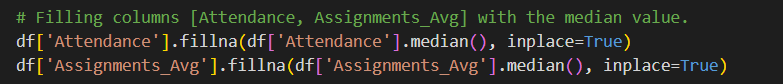 # Filling columns [Attendance, Assignments_Avg] with the median value.
df['Attendance'].fillna(df['Attendance'].median(), inplace=True)
df['Assignments_Avg'].fillna(df['Assignments_Avg'].median(), inplace=True)